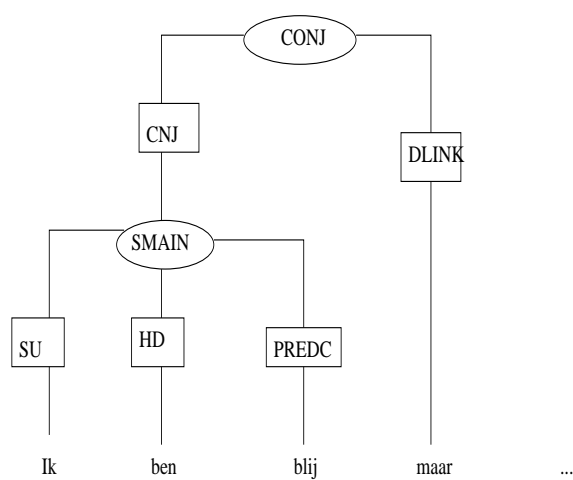 CONJ
CNJ
DLINK
SMAIN
SU HD PREDC
Ik ben blij maar ...